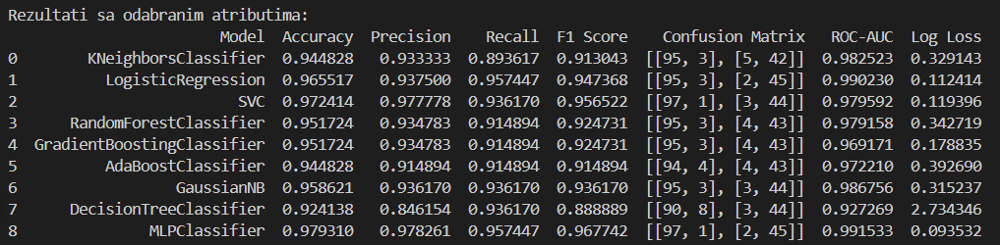 Rezultati sa odabranim atributima:
Model Accuracy Precision Recall F1 Score Confusion Matrix ROC-AUC Log Loss
0 KNeighborsClassifier 0.944828 0.933333 0.893617 0.913043 [[95, 3], [5, 42]] 0.982523 0.329143
1 LogisticRegression 0.965517 0.937500 0.957447 0.947368 [[95, 3], [2, 45]] 0.990230 0.112414
2 SVC 0.972414 0.977778 0.936170 0.956522 [[97, 1], [3, 44]] 0.979592 0.119396
3 RandomForestClassifier 0.951724 0.934783 0.914894 0.924731 [[95, 3], [4, 43]] 0.979158 0.342719
4 GradientBoostingClassifier 0.951724 0.934783 0.914894 0.924731 [[95, 3], [4, 43]] 0.969171 0.178835
5 AdaBoostClassifier 0.944828 0.914894 0.914894 0.914894 [[94, 4], [4, 43]] 0.972210 0.392690
6 GaussianNB 0.958621 0.936170 0.936170 0.936170 [[95, 3], [3, 44]] 0.986756 0.315237
7 DecisionTreeClassifier 0.924138 0.846154 0.936170 0.888889 [[90, 8], [3, 44]] 0.927269 2.734346
8 MLPClassifier 0.979310 0.978261 0.957447 0.967742 [[97, 1], [2, 45]] 0.991533 0.093532